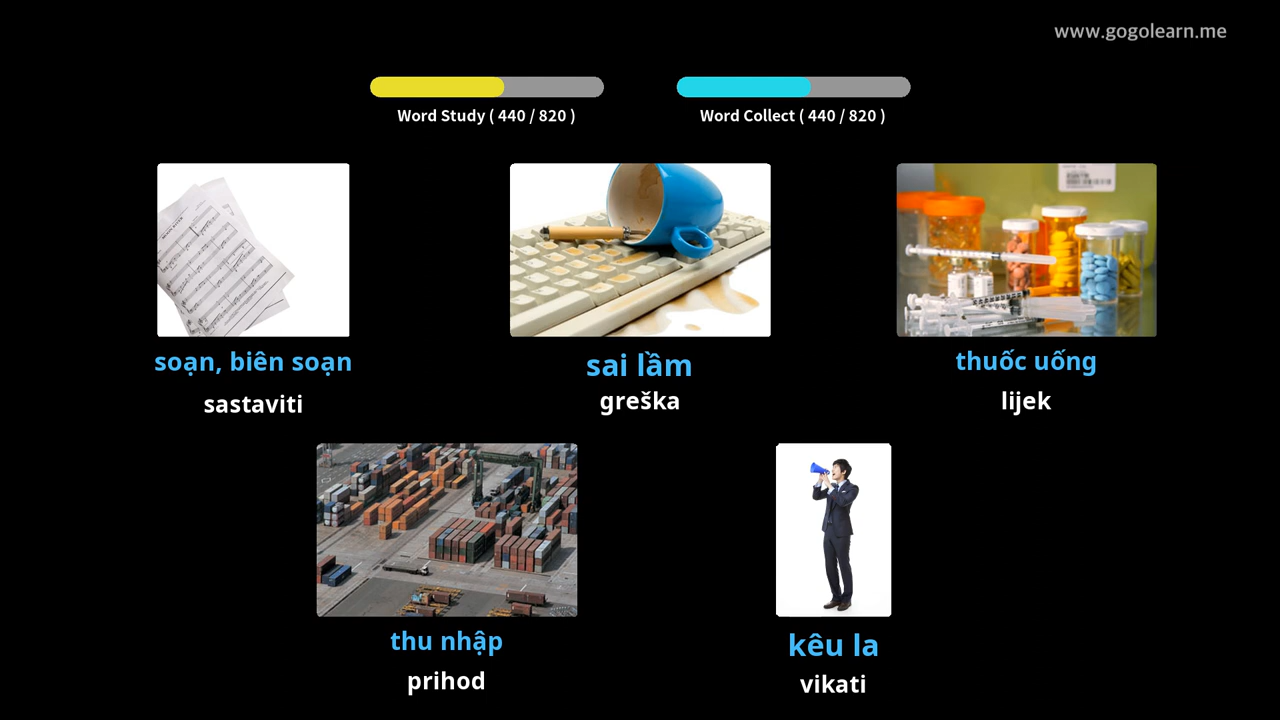 www.gogolearn.me
Word Study ( 440 / 820 )
Word Collect ( 440 / 820 )
soạn, biên soạn
sastaviti
sai lầm
greška
thuốc uống
lijek
thu nhập
prihod
kêu la
vikati